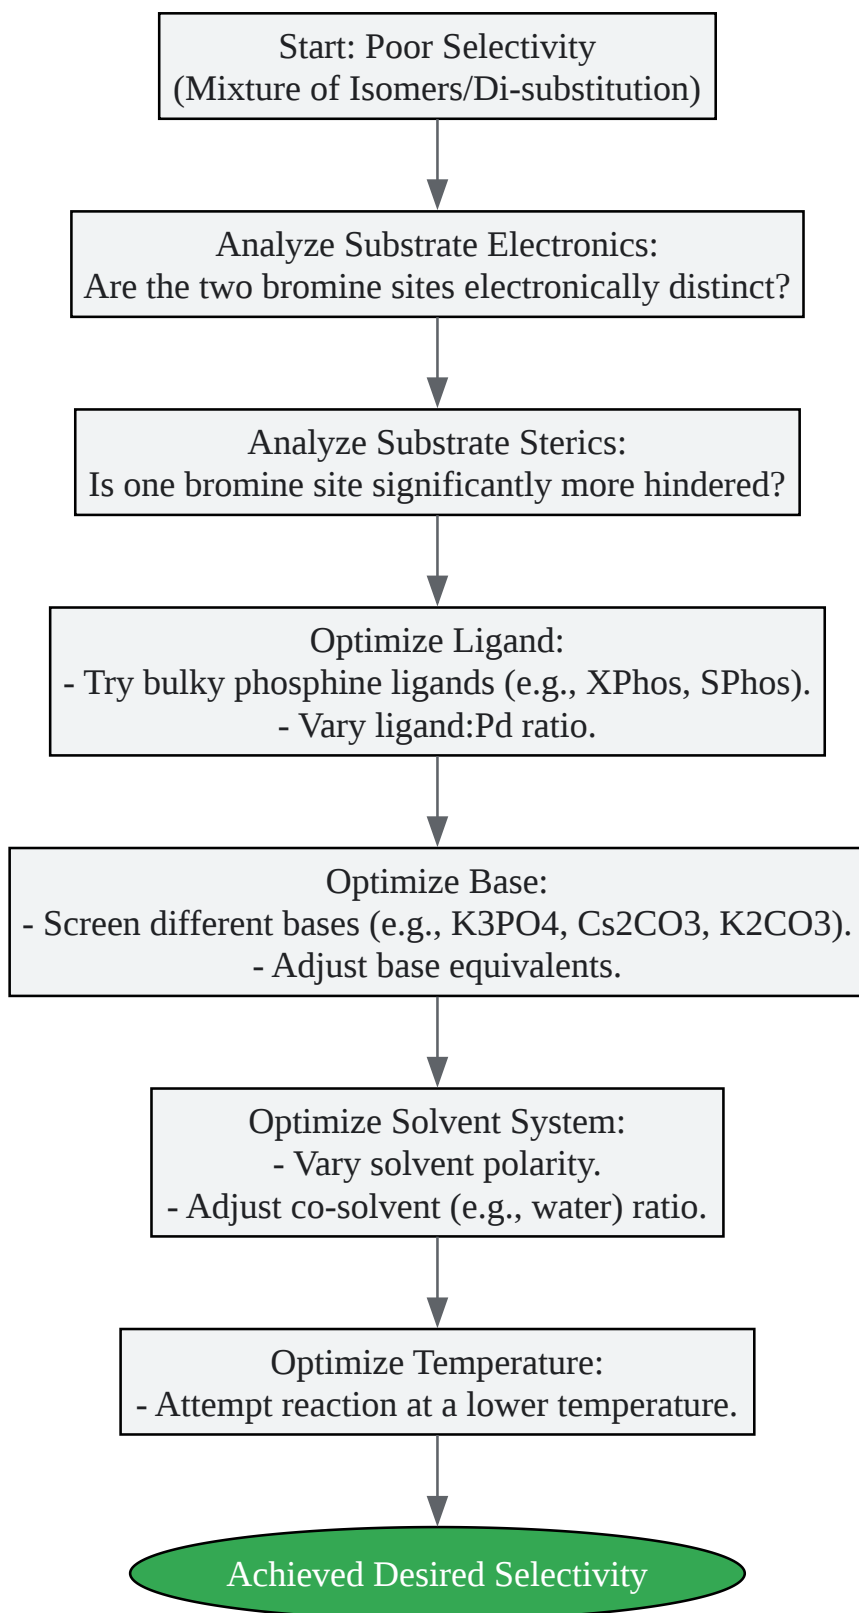 Start: Poor Selectivity
(Mixture of Isomers/Di-substitution)
Analyze Substrate Electronics:
Are the two bromine sites electronically distinct?
Analyze Substrate Sterics:
Is one bromine site significantly more hindered?
Optimize Ligand:
- Try bulky phosphine ligands (e.g., XPhos, SPhos).
- Vary ligand:Pd ratio.
Optimize Base:
- Screen different bases (e.g., K3PO4, Cs2CO3, K2CO3).
- Adjust base equivalents.
Optimize Solvent System:
- Vary solvent polarity.
- Adjust co-solvent (e.g., water) ratio.
Optimize Temperature:
- Attempt reaction at a lower temperature.
Achieved Desired Selectivity